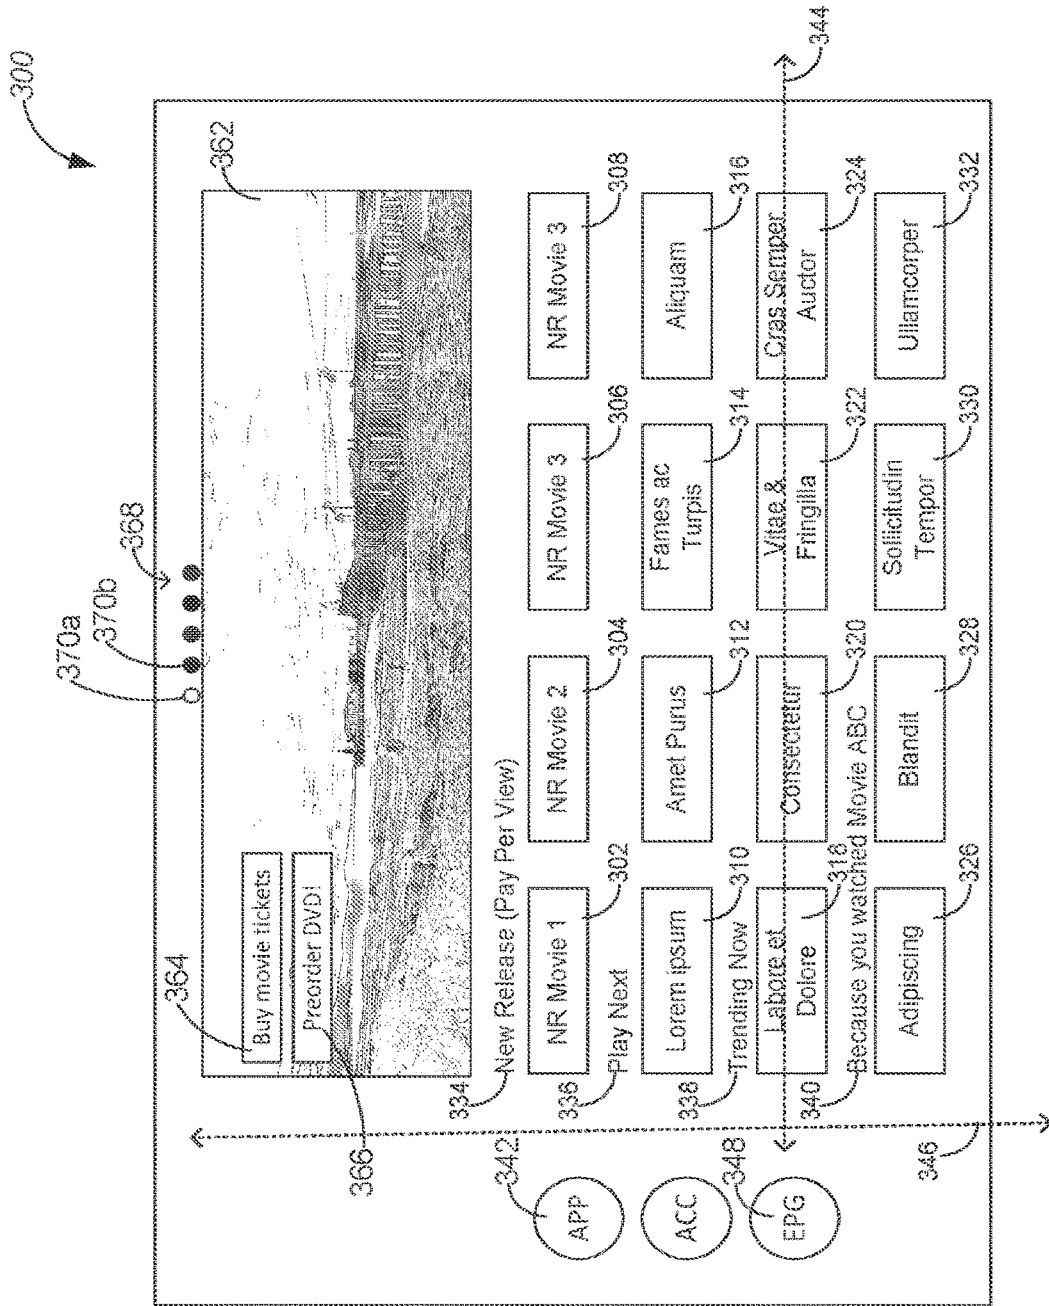 300
370a
370b
368
364
362
Buy movie tickets
Preorder DVD!
366
334
New Release (Pay Per View)
342
APP
NR Movie 1
NR Movie 2
NR Movie 3
NR Movie 3
336
302
304
306
308
Play Next
ACC
Lorem ipsum
Amet Purus
Fames ac
Turpis
Aliquam
338
310
312
314
316
Trending Now
348
EPG
Labore et
Dolore
Consectetur
Vitae &
Fringilla
Cras Semper
Auctor
344
340
318
320
322
324
Because you watched Movie ABC
Adipiscing
Blandit
Sollicitudin
Tempor
Ullamcorper
346
326
328
330
332